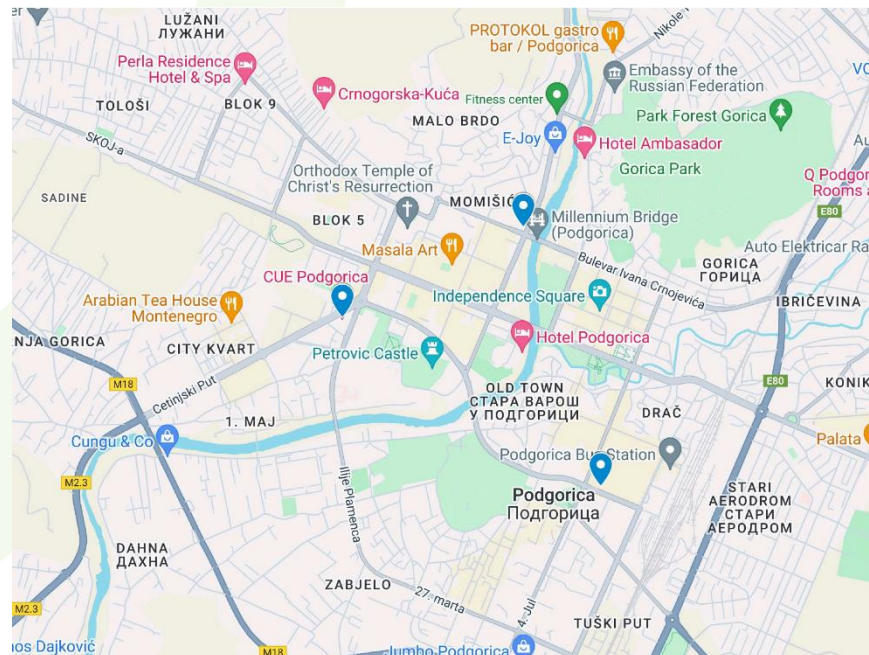 LUŽANI
ЛУЖАНИ
PROTOKOL gastro
bar / Podgorica
Nikole
Perla Residence
Hotel & Spa
Embassy of the
Russian Federation
TOLOŠI
BLOK 9
Crnogorska-Kuća
Fitness center
MALO BRDO
Park Forest Gorica
SKOJ-a
E-Joy
Hotel Ambasador
Orthodox Temple of
Christ's Resurrection
Gorica Park
Q Podgor
Rooms a
SADINE
MOMIŠIĆ
E80
BLOK 5
Millennium Bridge
(Podgorica)
Masala Art
Auto Elektricar Ra
Bulevar Ivana Crnojevića
GORICA
ГОРИЦА
CUE Podgorica
Arabian Tea House
Montenegro
Independence Square
IBRIČEVINA
NJA GORICA
CITY KVART
Petrovic Castle
Hotel Podgorica
M18
Cetinjski Put
OLD TOWN
СТАРА ВАРОШ
У ПОДГОРИЦИ
E80
KONIK
1. MAJ
DRAČ
Cungu & Co
Podgorica Bus Station
Palata
M2.3
Ilije Plamenca
Podgorica
Подгорица
STARI
AERODROM
СТАРИ
АЕРОДРОМ
DAHNA
ДАХНА
ZABJELO
27. marta
4. Jul
M2.3
TUŠKI PUT
nos Dajković
M18
Jumbo Podgorica